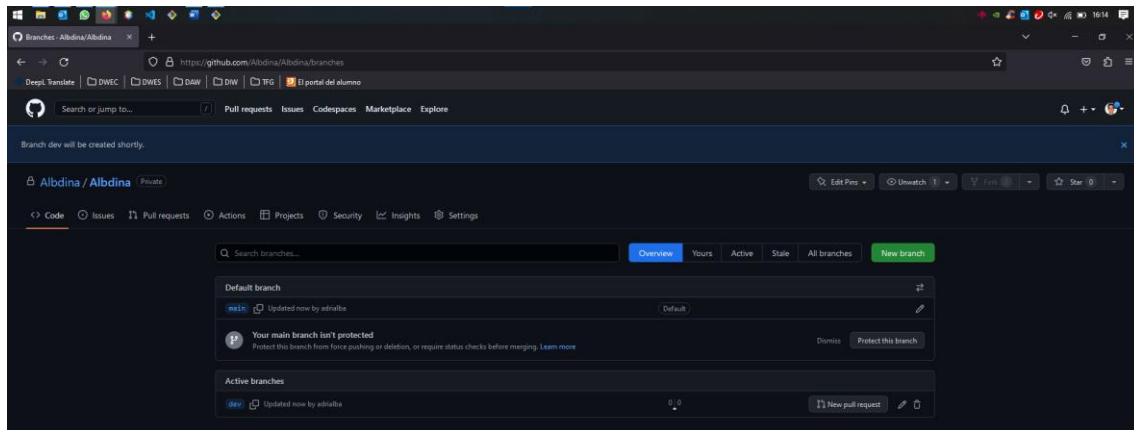 16:14
Branches · Albdina/Albdina
https://github.com/Albdina/Albdina/branches
DeepL Translate DWEC DWES DAW DIW TFG El portal del alumno
Search or jump to... / Pull requests Issues Codespaces Marketplace Explore
Branch dev will be created shortly.
Albdina / Albdina Private Edit Pins Unwatch 1 Fork 0 Star 0
Code Issues Pull requests Actions Projects Security Insights Settings
Search branches... Overview Yours Active Stale All branches New branch
Default branch
main Updated now by adrialba Default
Your main branch isn't protected
Protect this branch from force pushing or deletion, or require status checks before merging. Learn more Dismiss Protect this branch
Active branches
dev Updated now by adrialba 0 0 New pull request